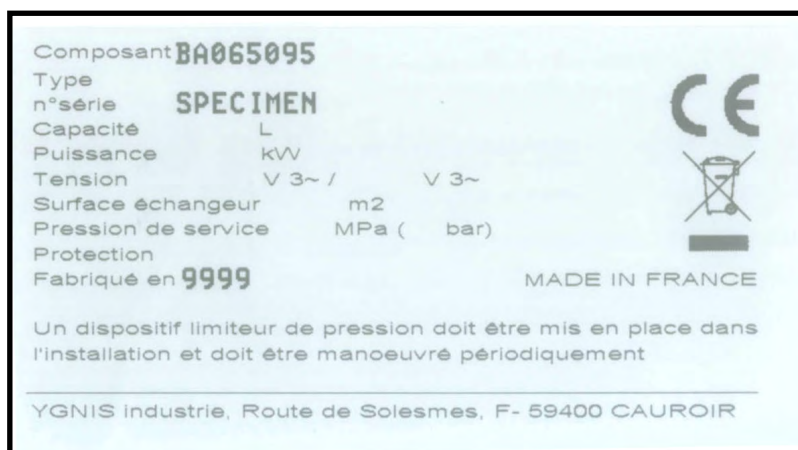 Composant BA065095
Type
n°série SPECIMEN
Capacité L
Puissance kW
Tension V 3~ / V 3~
Surface échangeur m2
Pression de service MPa ( bar)
Protection
Fabriqué en 9999
MADE IN FRANCE
Un dispositif limiteur de pression doit être mis en place dans
l'installation et doit être manoeuvré périodiquement
YGNIS industrie, Route de Solesmes, F- 59400 CAUROIR
CE